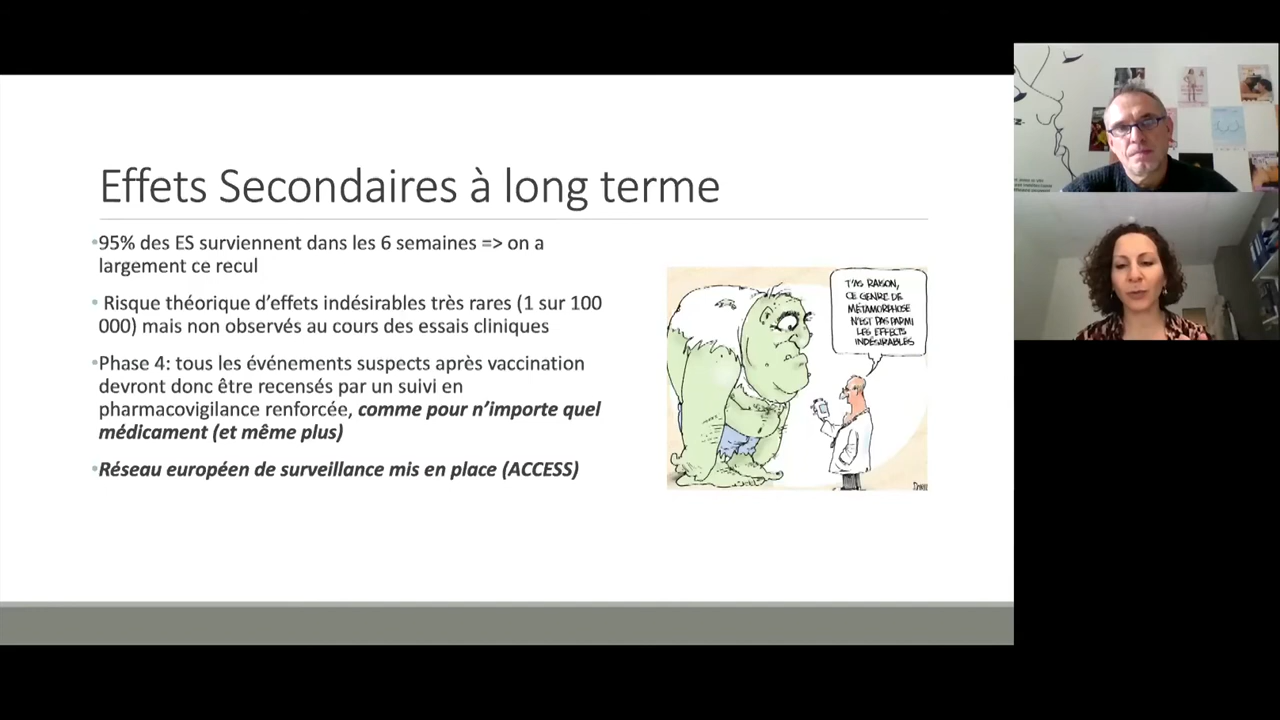 Effets Secondaires à long terme
•95% des ES surviennent dans les 6 semaines => on a
largement ce recul
• Risque théorique d’effets indésirables très rares (1 sur 100
000) mais non observés au cours des essais cliniques
•Phase 4: tous les événements suspects après vaccination
devront donc être recensés par un suivi en
pharmacovigilance renforcée, comme pour n’importe quel
médicament (et même plus)
•Réseau européen de surveillance mis en place (ACCESS)
T'AS RAISON,
CE GENRE DE
MÉTAMORPHOSE
N'EST PAS PARMI
LES EFFETS
INDÉSIRABLES